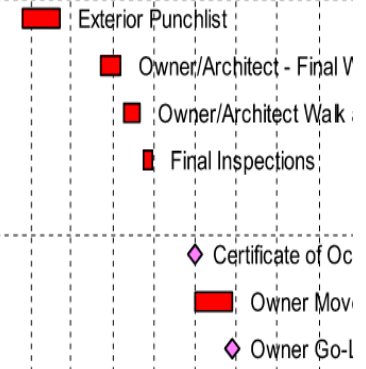 Exterior Punchlist
Owner/Architect - Final
Owner/Architect Walk
Final Inspections
Certificate of Oc
Owner Mov
Owner Go-L